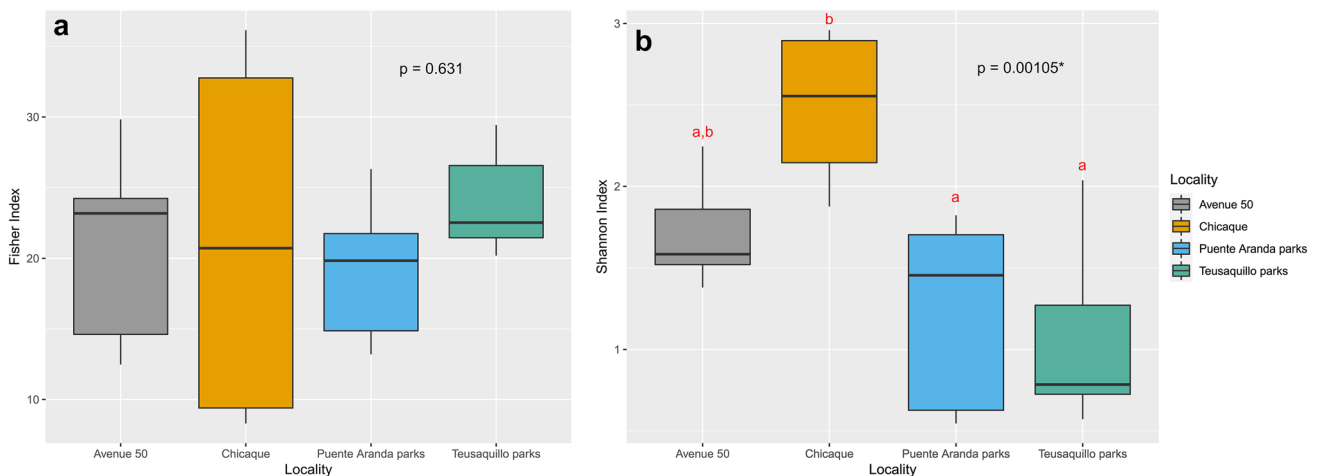 a
p = 0.631
30
20
10
Fisher Index
Avenue 50
Chicaque
Puente Aranda parks
Teusaquillo parks
Locality
b
p = 0.00105*
3
2
1
Shannon Index
a,b
b
a
a
Avenue 50
Chicaque
Puente Aranda parks
Teusaquillo parks
Locality
Locality
Avenue 50
Chicaque
Puente Aranda parks
Teusaquillo parks